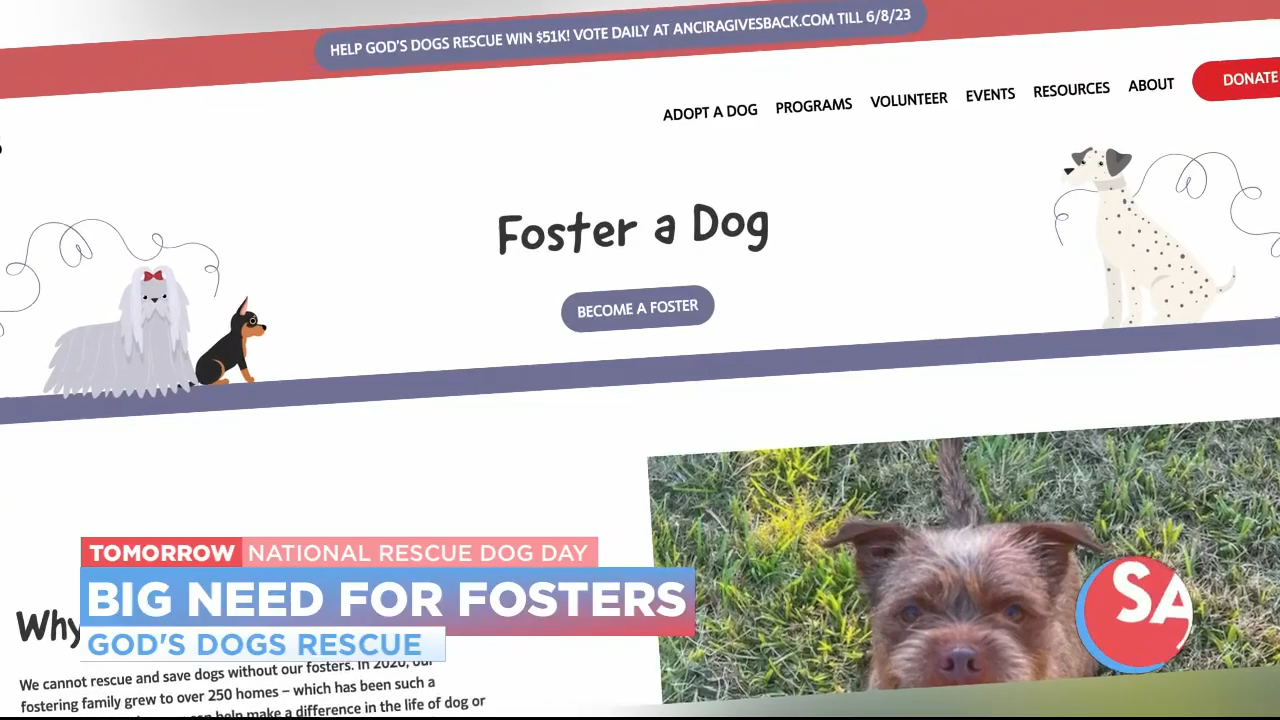 HELP GOD'S DOGS RESCUE WIN $51K! VOTE DAILY AT ANCIRAGIVESBACK.COM TILL 6/8/23
ADOPT A DOG PROGRAMS VOLUNTEER EVENTS RESOURCES ABOUT DONATE
Foster a Dog
BECOME A FOSTER
TOMORROW NATIONAL RESCUE DOG DAY
BIG NEED FOR FOSTERS
GOD'S DOGS RESCUE
SA
Why
We cannot rescue and save dogs without our fosters. In 2020, our
fostering family grew to over 250 homes – which has been such a
can help make a difference in the life of dog or